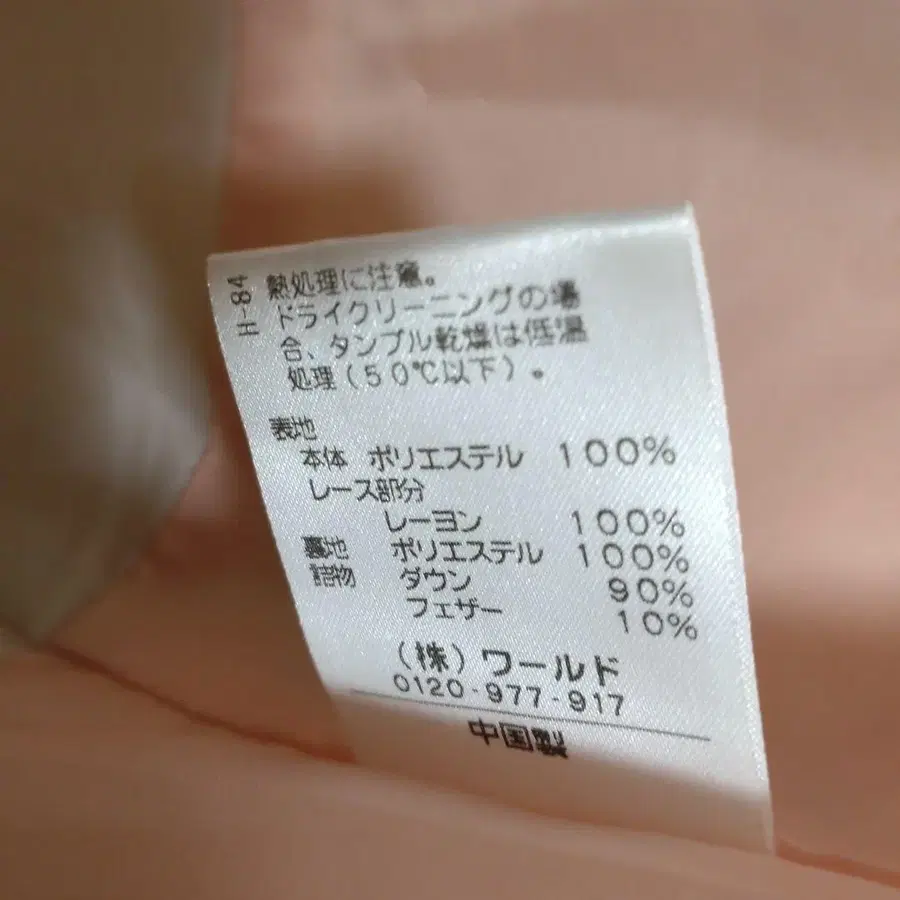 H-84
熱処理に注意。
ドライクリーニングの場
合、タンブル乾燥は低温
処理(50℃以下)。
表地
本体 ポリエステル 100%
レース部分
レーヨン 100%
裏地 ポリエステル 100%
詰物 ダウン 90%
フェザー 10%
(株)ワールド
0120-977-917
中国製